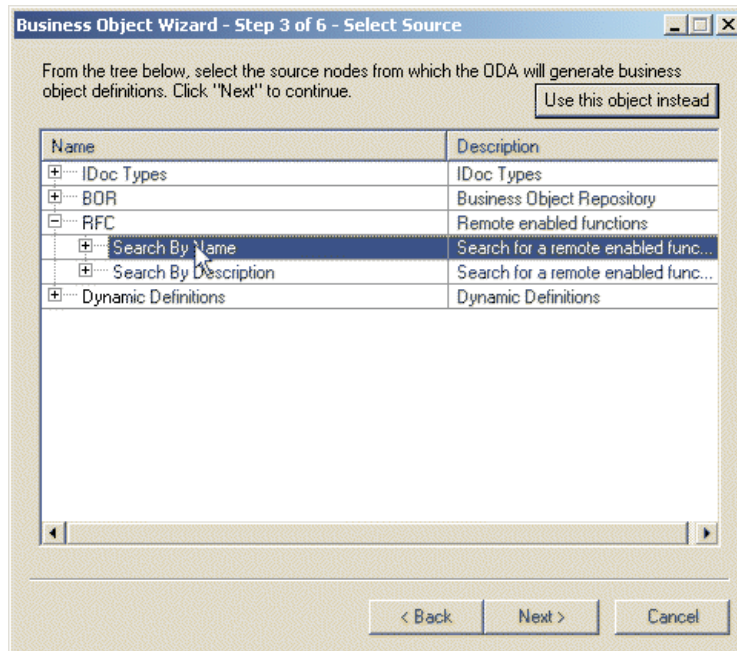 Business Object Wizard - Step 3 of 6 - Select Source
From the tree below, select the source nodes from which the ODA will generate business
object definitions. Click "Next" to continue.
Use this object instead
Name Description
IDoc Types IDoc Types
BOR Business Object Repository
RFC Remote enabled functions
Search By Name Search for a remote enabled func...
Search By Description Search for a remote enabled func...
Dynamic Definitions Dynamic Definitions
< Back Next > Cancel